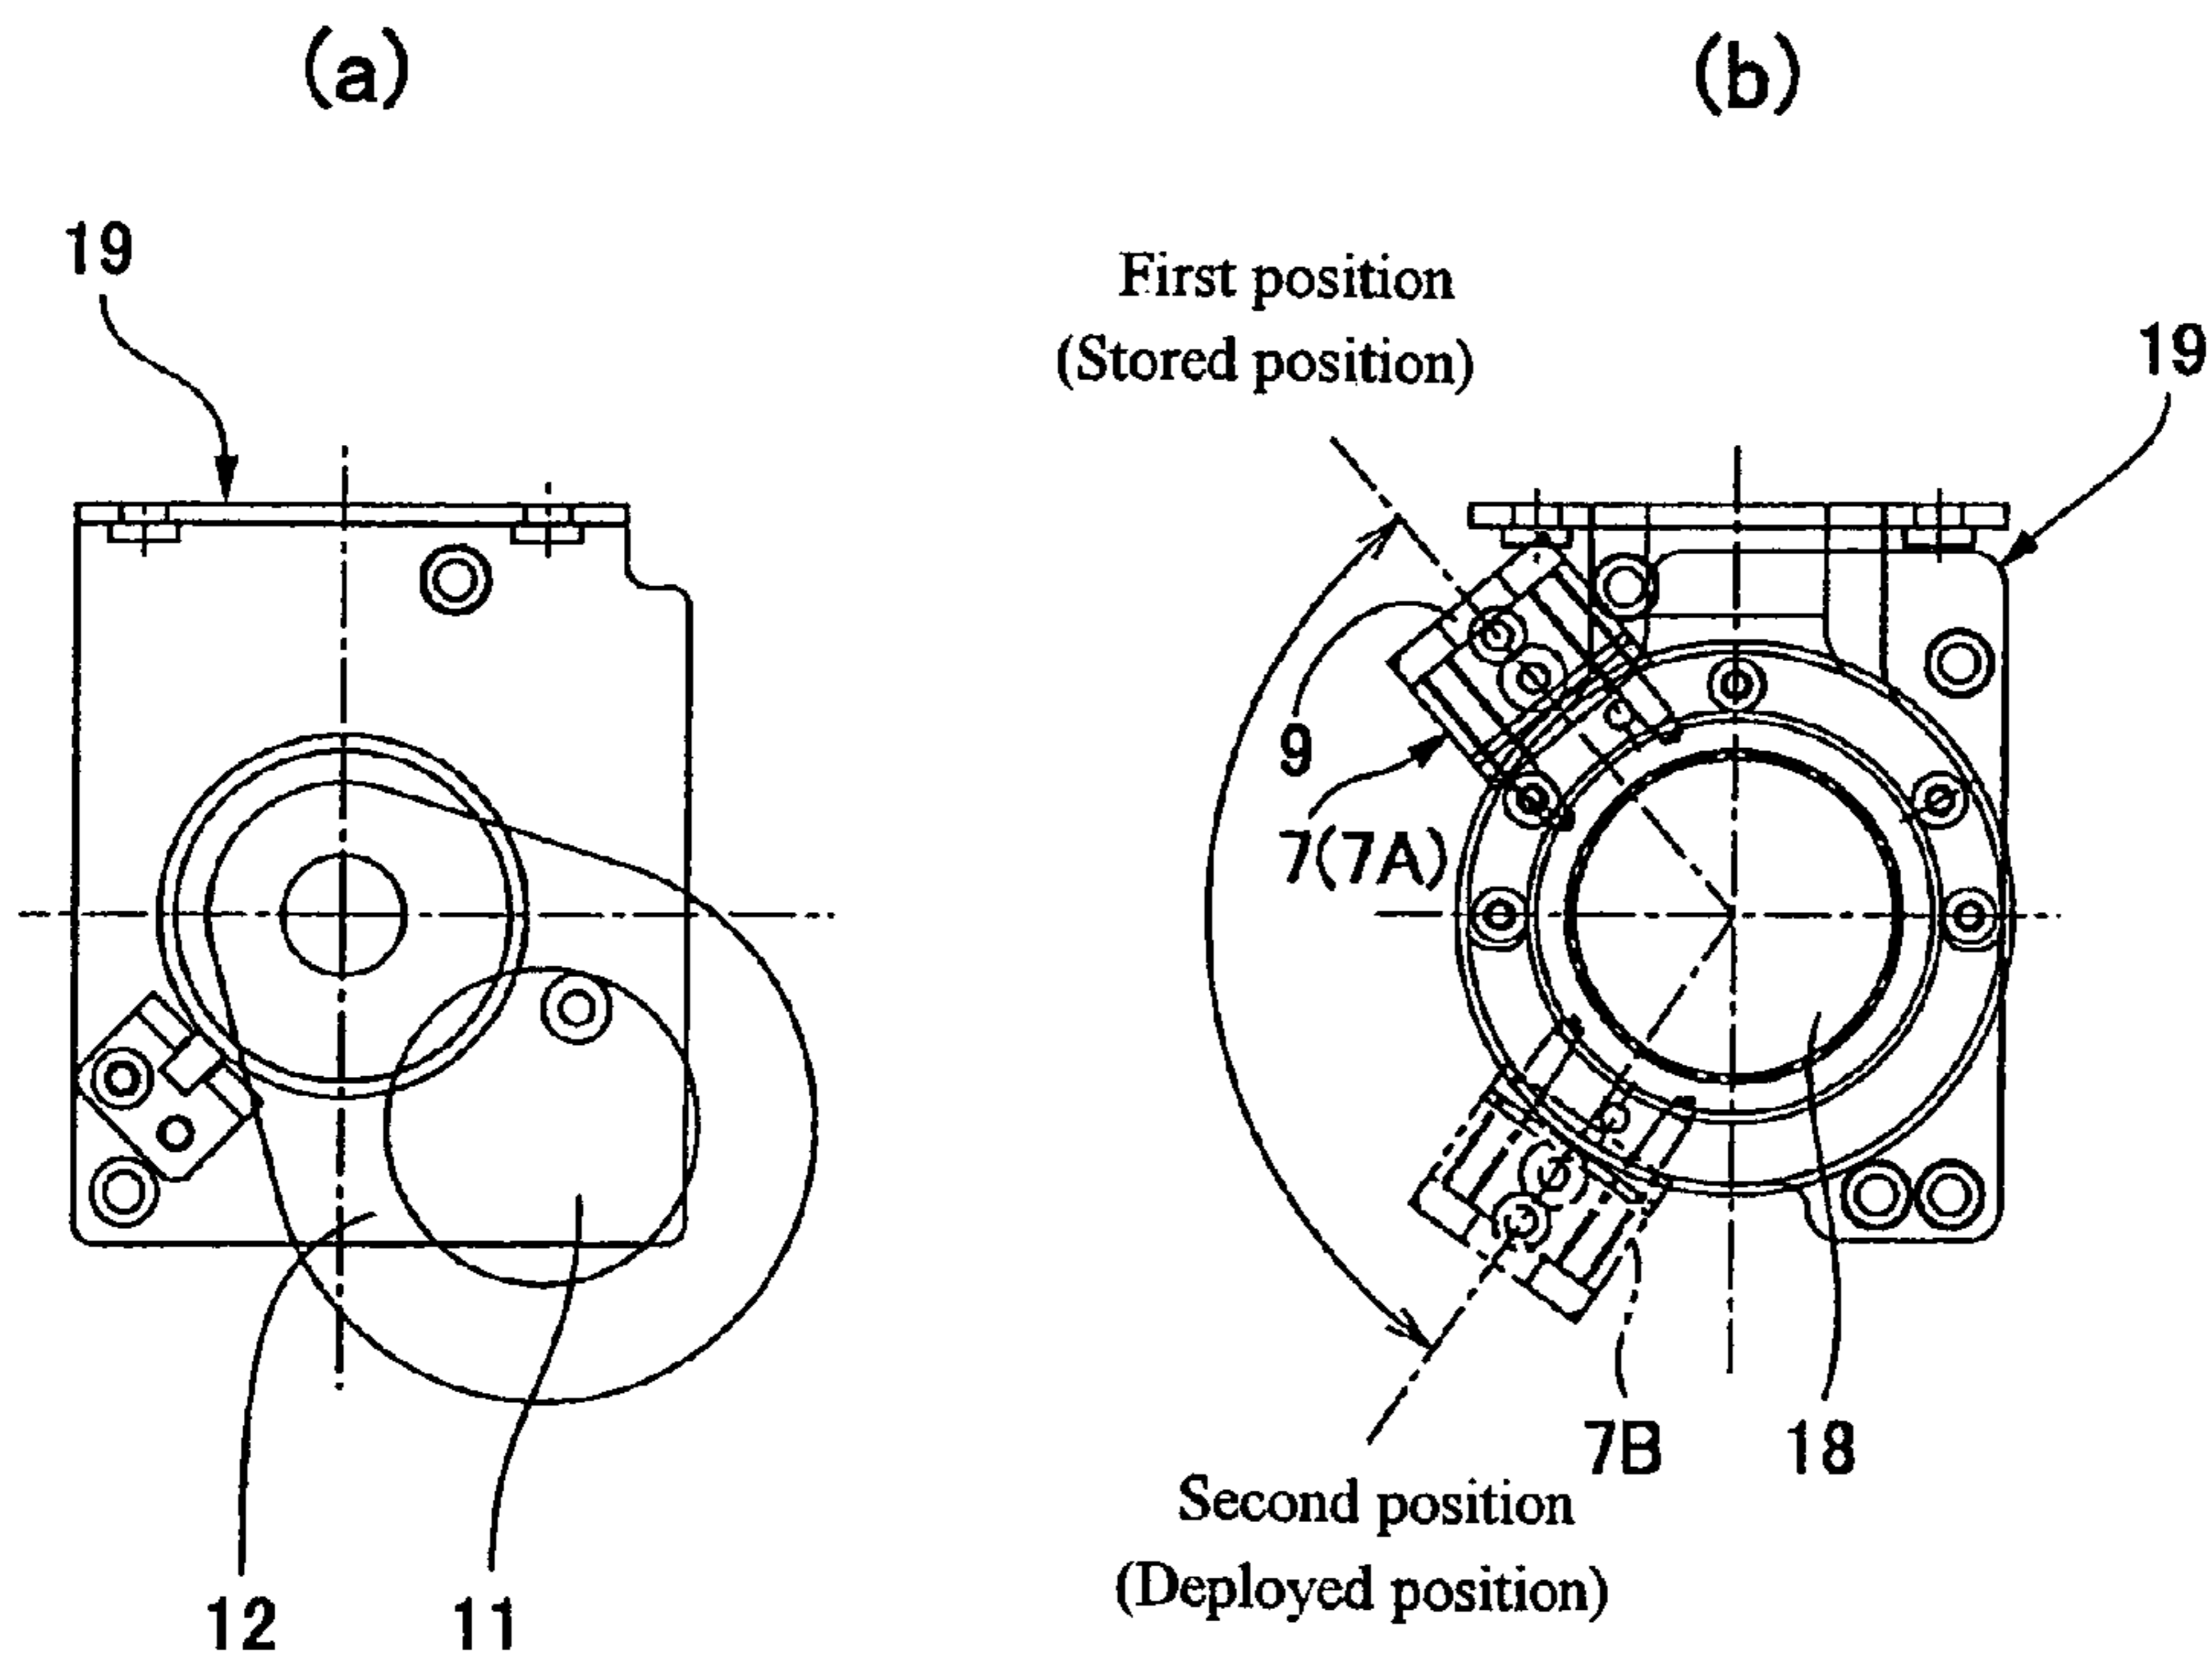 (a)
(b)
19
First position
(Stored position)
19
9
7(7A)
7B
18
Second position
(Deployed position)
12
11